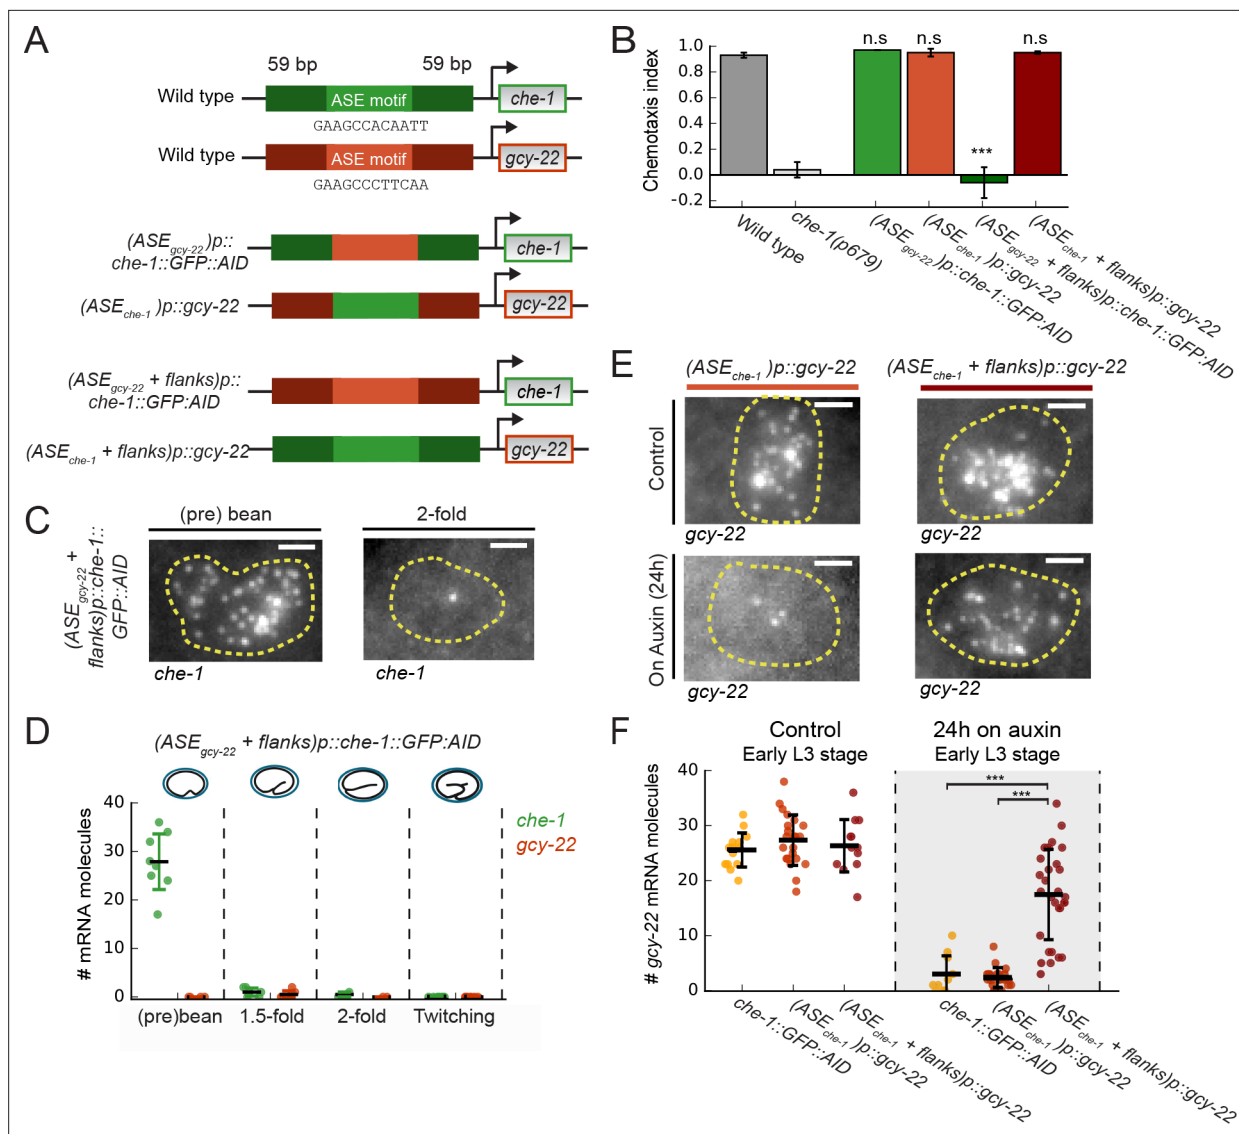 A
59 bp 59 bp
Wild type ASE motif che-1
GAAGCCACAATT
Wild type ASE motif gcy-22
GAAGCCCTTCAA
(ASEgcy-22)p::
che-1::GFP::AID che-1
(ASEche-1 )p::gcy-22 gcy-22
(ASEgcy-22 + flanks)p::
che-1::GFP::AID che-1
(ASEche-1 + flanks)p::gcy-22 gcy-22
B
Chemotaxis index
1.0
0.8
0.6
0.4
0.2
0.0
-0.2
n.s n.s *** n.s
Wild type
che-1(p679)
(ASEgcy-22)p::che-1::GFP:AID
(ASEche-1 )p::gcy-22
(ASEgcy-22 + flanks)p::che-1::GFP:AID
(ASEche-1 + flanks)p::gcy-22
C
(pre) bean 2-fold
(ASEgcy-22 +
flanks)p::che-1::
GFP::AID
che-1 che-1
D
(ASEgcy-22 + flanks)p::che-1::GFP:AID
# mRNA molecules
40
30
20
10
0
che-1
gcy-22
(pre)bean 1.5-fold 2-fold Twitching
E
(ASEche-1 )p::gcy-22 (ASEche-1 + flanks)p::gcy-22
Control
gcy-22 gcy-22
On Auxin (24h)
gcy-22 gcy-22
F
Control 24h on auxin
Early L3 stage Early L3 stage
# gcy-22 mRNA molecules
40
30
20
10
0
***
***
che-1::GFP::AID
(ASEche-1 )p::gcy-22
(ASEche-1 + flanks)p::gcy-22
che-1::GFP::AID
(ASEche-1 )p::gcy-22
(ASEche-1 + flanks)p::gcy-22